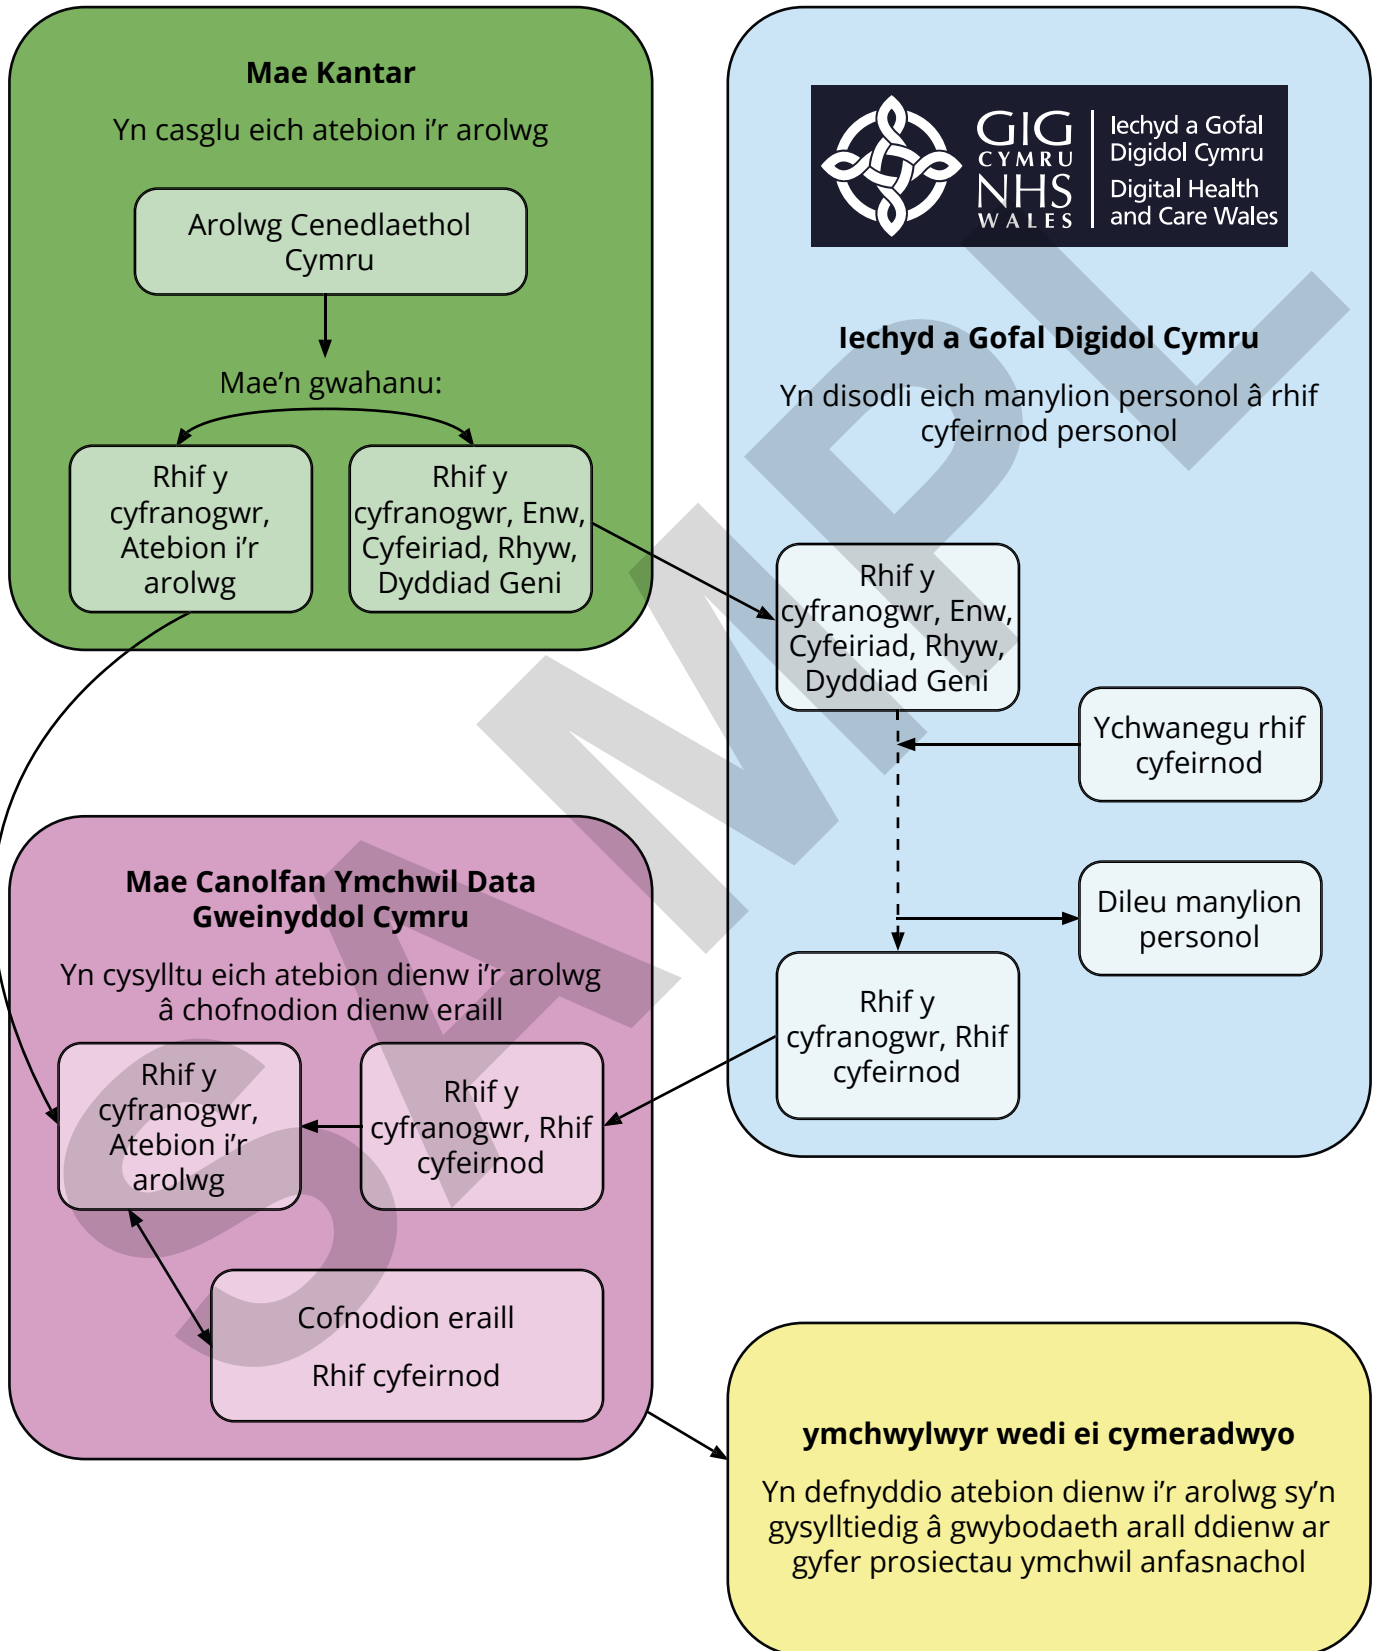 Mae Kantar
Yn casglu eich atebion i'r arolwg
Arolwg Cenedlaethol
Cymru
Mae'n gwahanu:
Rhif y
cyfranogwr,
Atebion i'r
arolwg
Rhif y
cyfranogwr, Enw,
Cyfeiriad, Rhyw,
Dyddiad Geni
GIG
CYMRU
NHS
WALES
Iechyd a Gofal
Digidol Cymru
Digital Health
and Care Wales
Iechyd a Gofal Digidol Cymru
Yn disodli eich manylion personol â rhif
cyfeirnod personol
Rhif y
cyfranogwr, Enw,
Cyfeiriad, Rhyw,
Dyddiad Geni
Ychwanegu rhif
cyfeirnod
Dileu manylion
personol
Rhif y
cyfranogwr, Rhif
cyfeirnod
Mae Canolfan Ymchwil Data
Gweinyddol Cymru
Yn cysylltu eich atebion dienw i'r arolwg
â chofnodion dienw eraill
Rhif y
cyfranogwr,
Atebion i'r
arolwg
Rhif y
cyfranogwr, Rhif
cyfeirnod
Cofnodion eraill
Rhif cyfeirnod
ymchwylwyr wedi ei cymeradwyo
Yn defnyddio atebion dienw i'r arolwg sy'n
gysylltiedig â gwybodaeth arall ddienw ar
gyfer prosiectau ymchwil anfasnachol
SAMPL